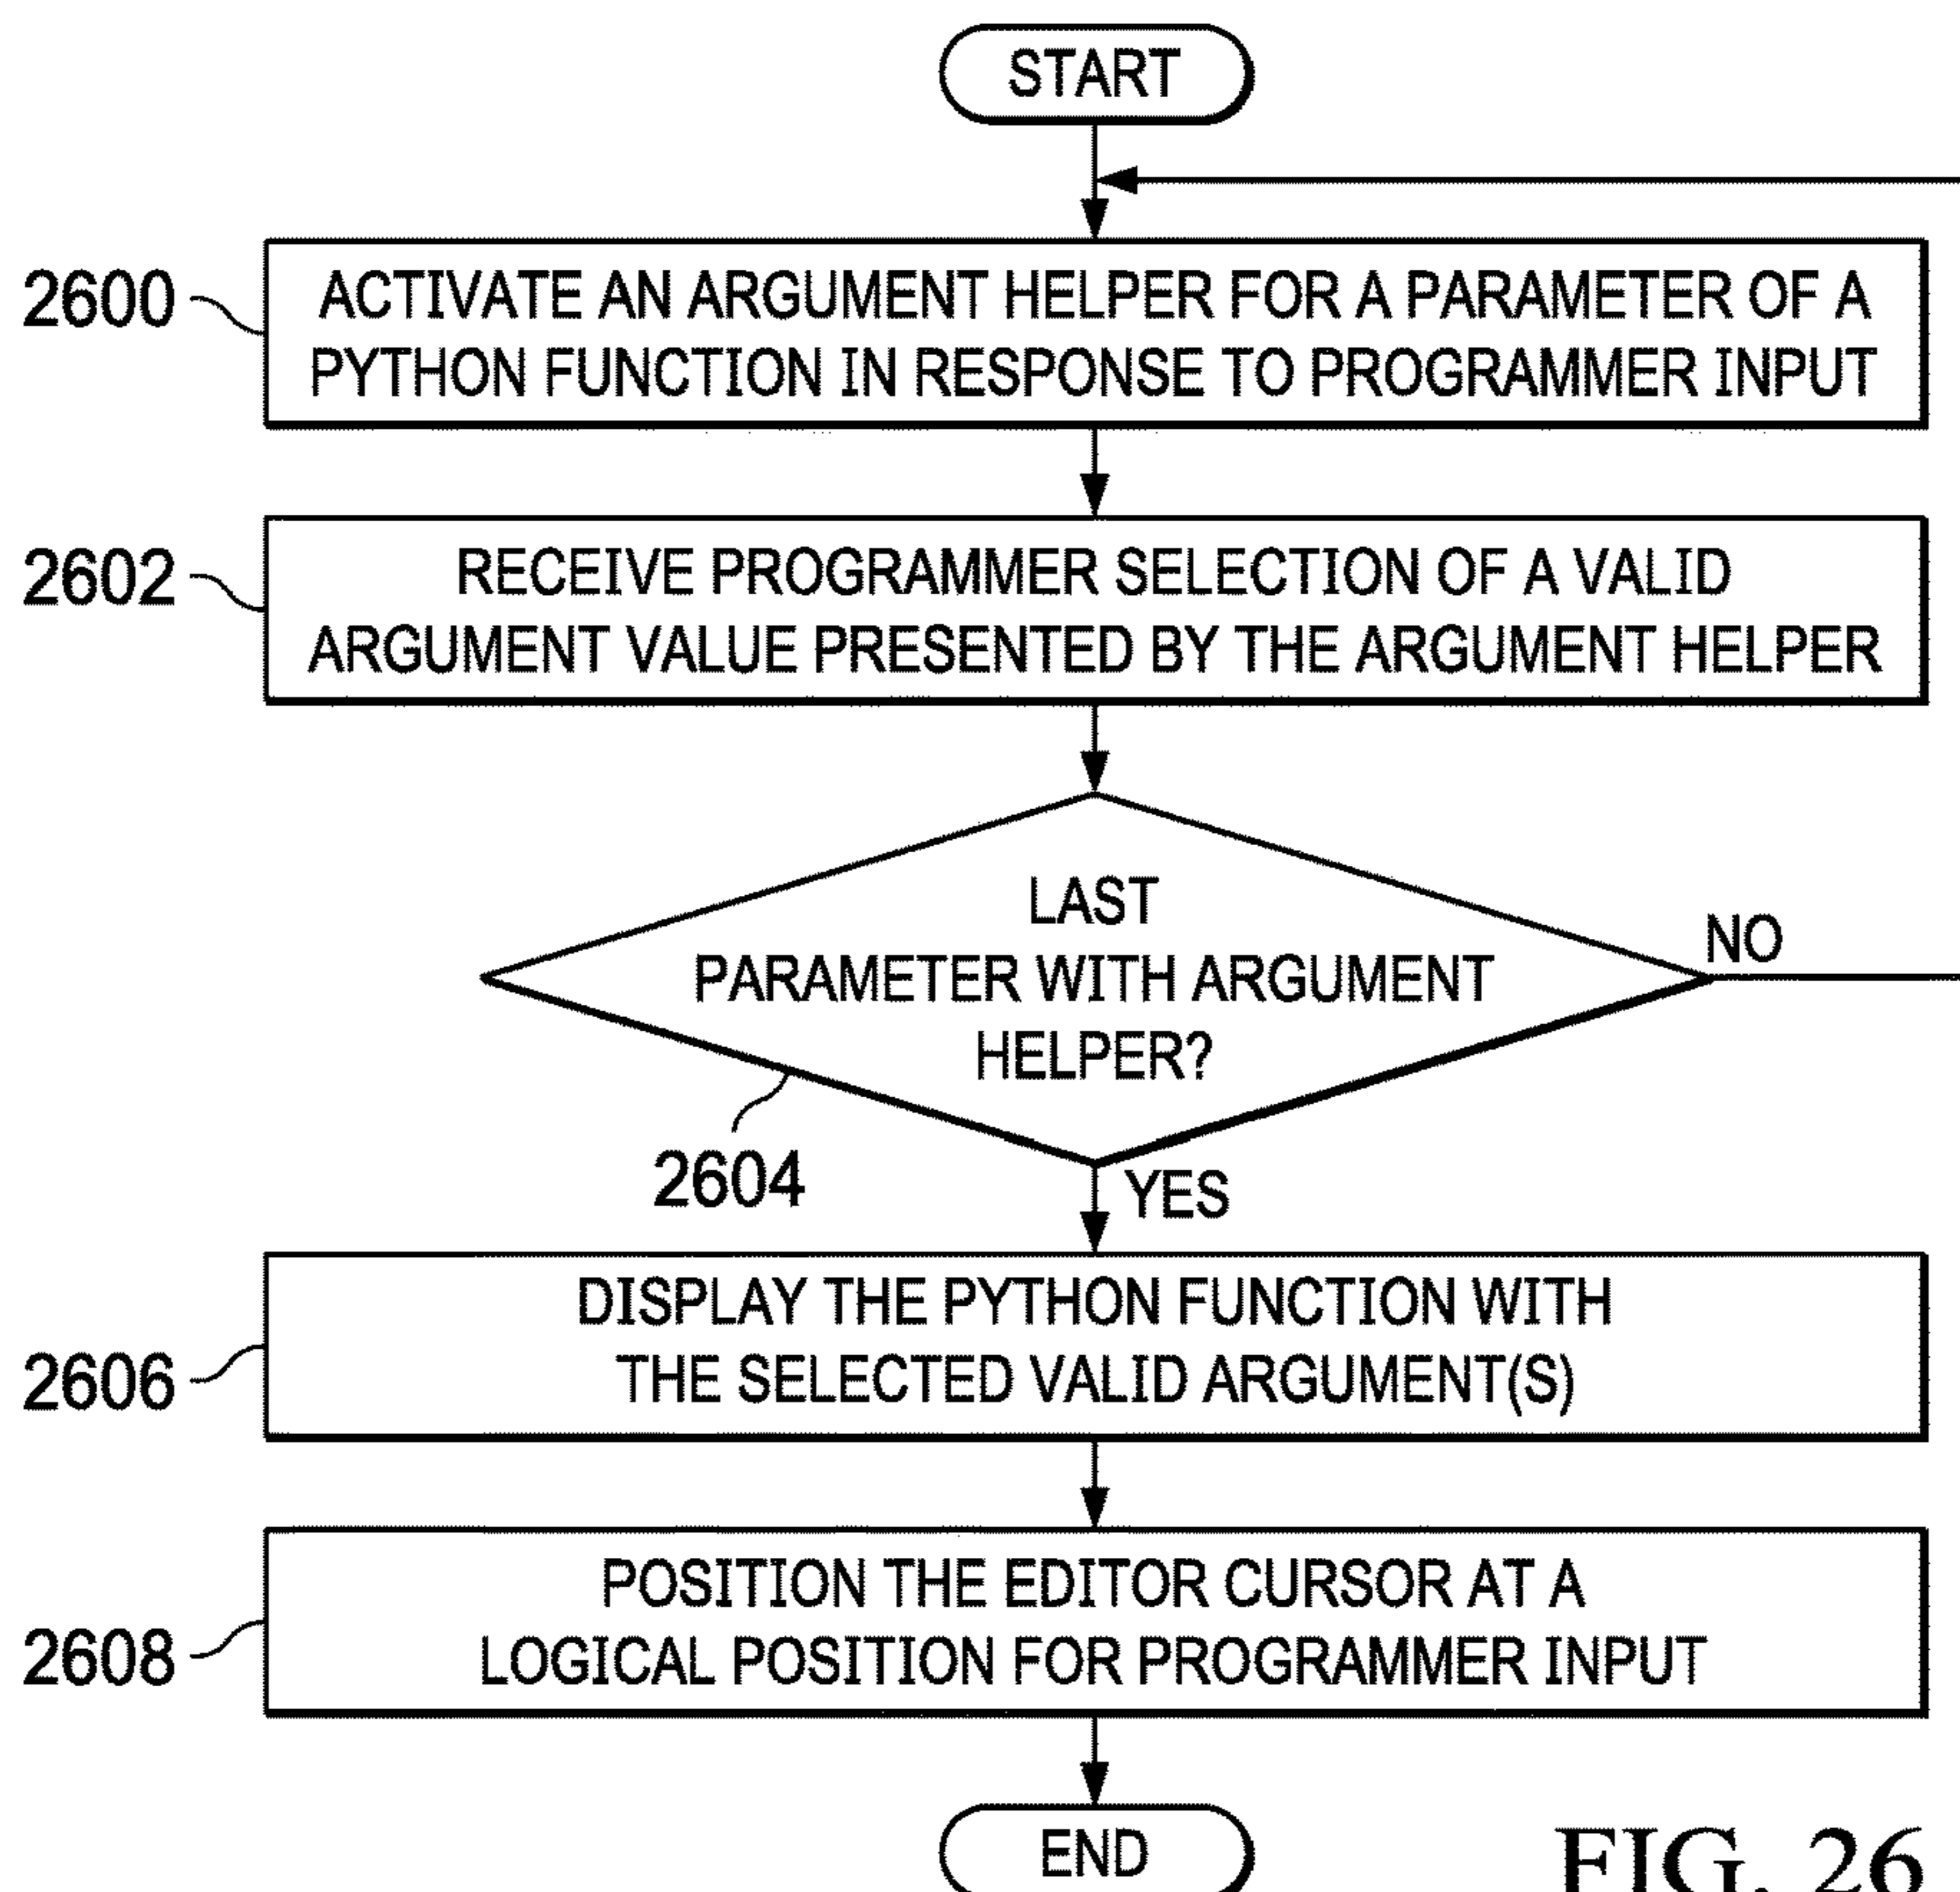 START
2600
ACTIVATE AN ARGUMENT HELPER FOR A PARAMETER OF A
PYTHON FUNCTION IN RESPONSE TO PROGRAMMER INPUT
2602
RECEIVE PROGRAMMER SELECTION OF A VALID
ARGUMENT VALUE PRESENTED BY THE ARGUMENT HELPER
LAST
PARAMETER WITH ARGUMENT
HELPER?
NO
2604
YES
2606
DISPLAY THE PYTHON FUNCTION WITH
THE SELECTED VALID ARGUMENT(S)
2608
POSITION THE EDITOR CURSOR AT A
LOGICAL POSITION FOR PROGRAMMER INPUT
END
FIG. 26